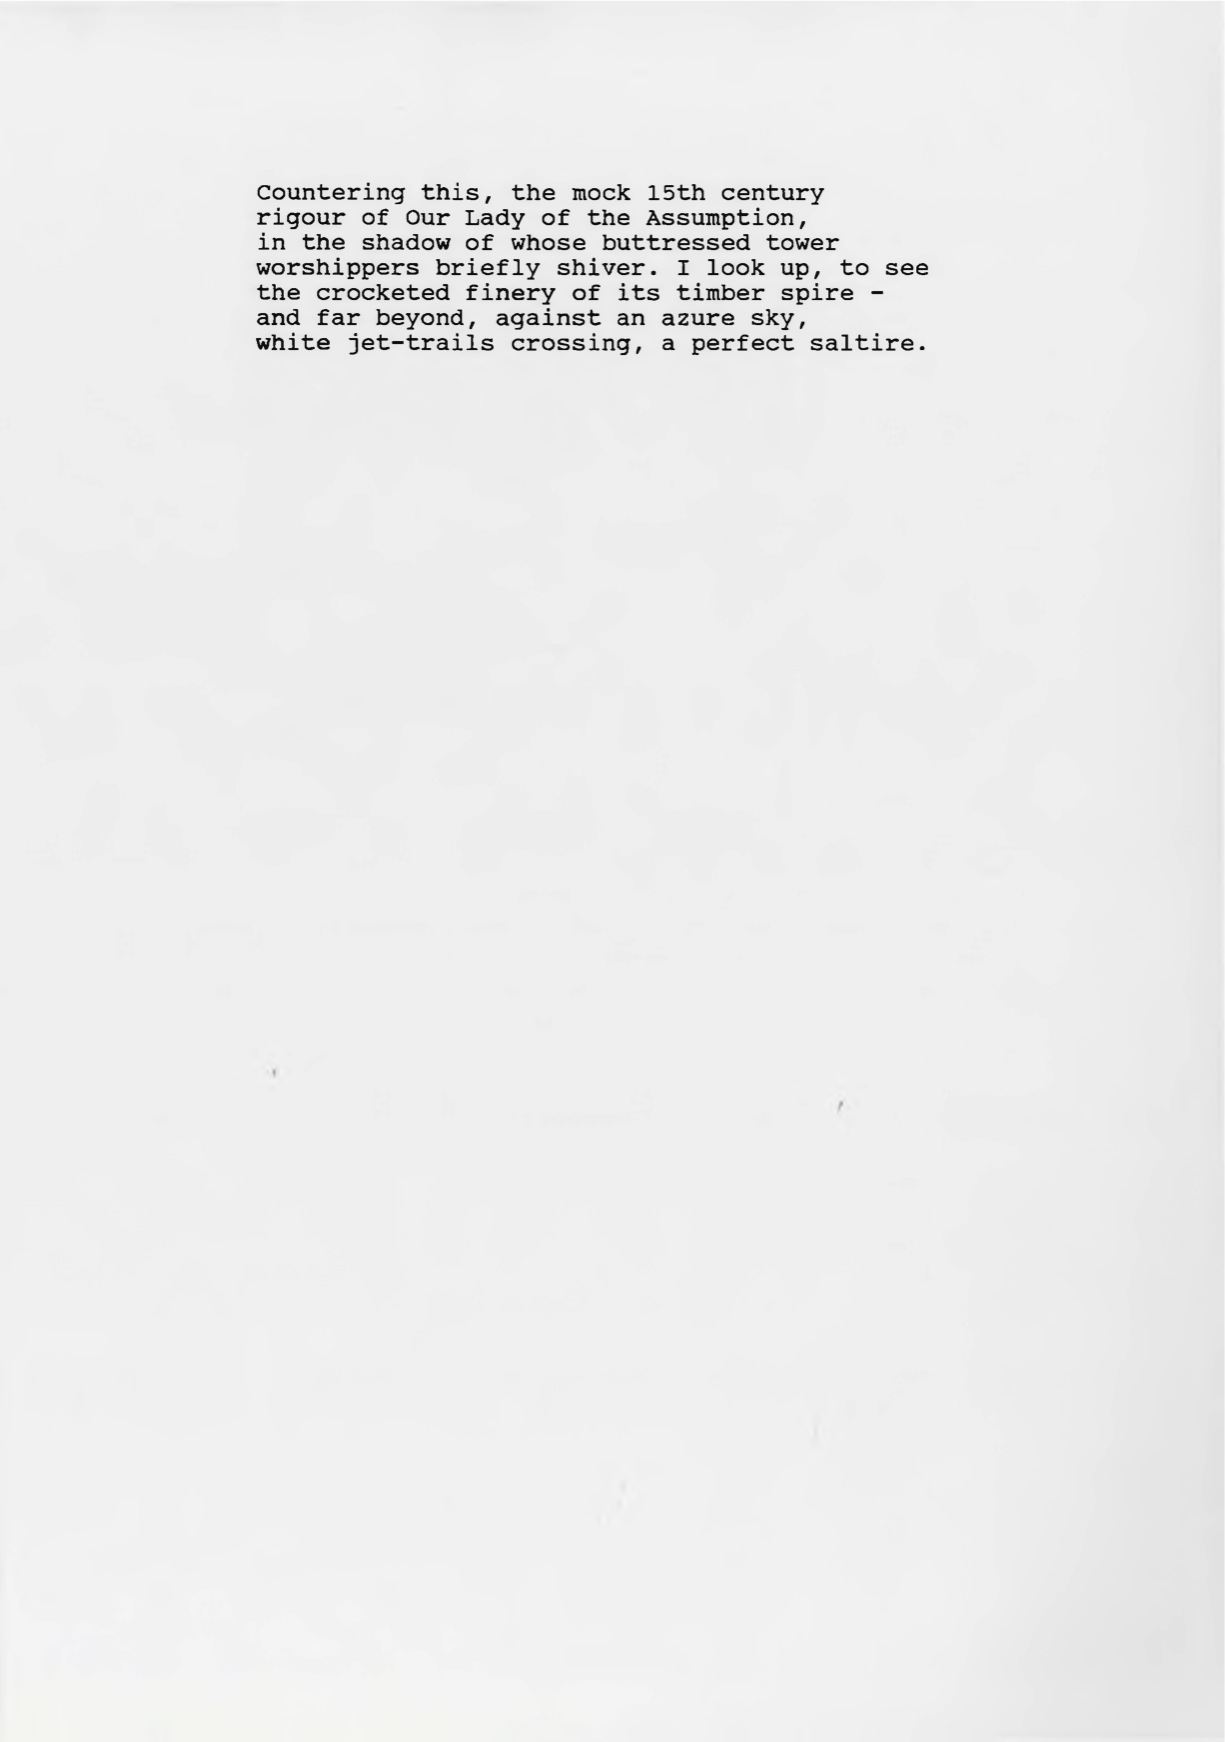 Countering this, the mock 15th century
rigour of Our Lady of the Assumption,
in the shadow of whose buttressed tower
worshippers briefly shiver. I look up, to see
the crocketed finery of its timber spire -
and far beyond, against an azure sky,
white jet-trails crossing, a perfect saltire.